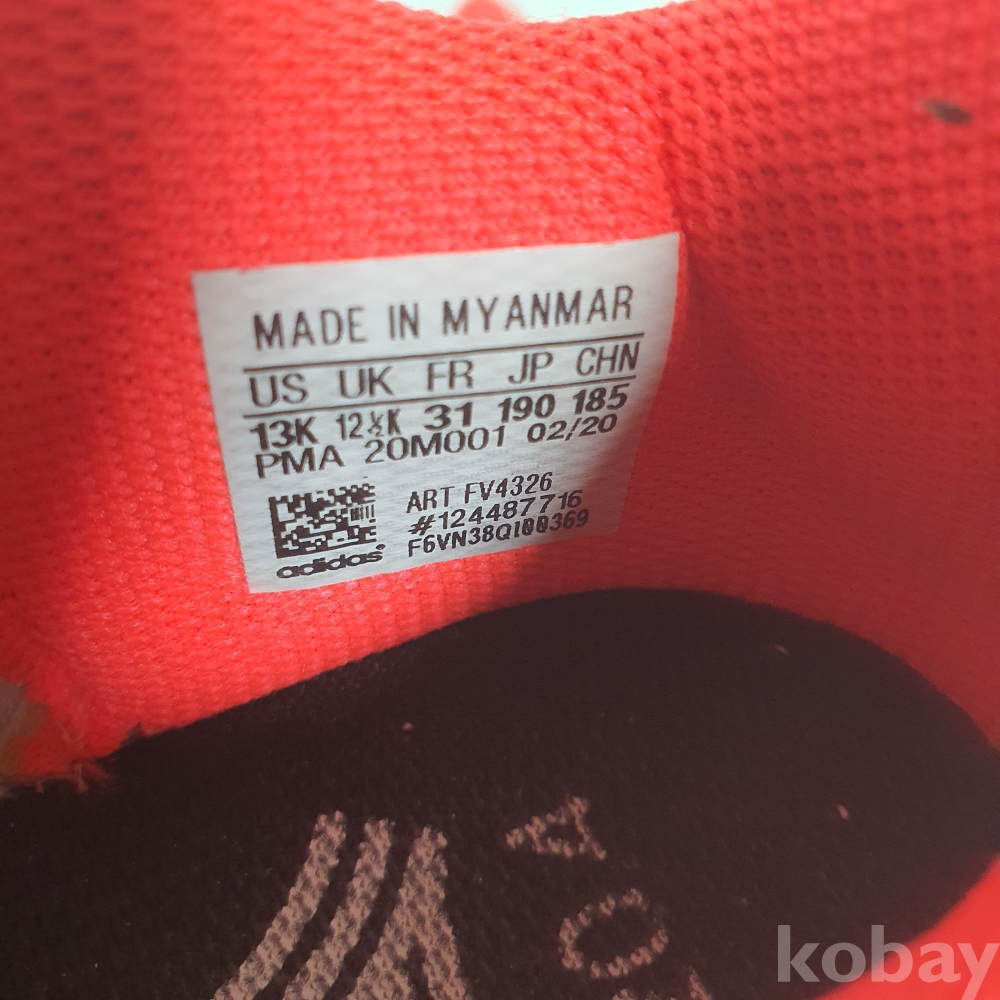 MADE IN MYANMAR
US UK FR JP CHN
13K 12½K 31 190 185
PMA 20M001 02/20
ART FV4326
#124487716
F6VN38QI00369
adidas
kobay